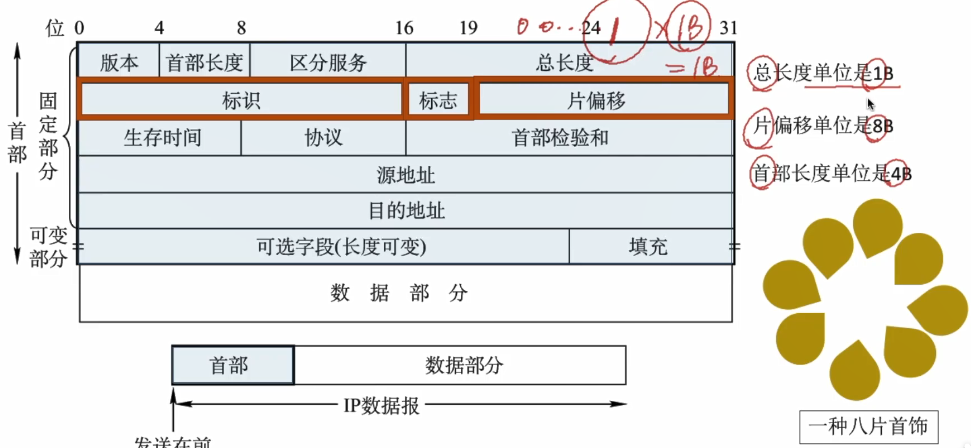 位 0 4 8 16 19 24 31
0 0 ... 1 × 1B
= 1B
版本 首部长度 区分服务 总长度
标识 标志 片偏移
生存时间 协议 首部检验和
源地址
目的地址
可选字段(长度可变) 填充
数 据 部 分
首部
固定部分
可变部分
总长度单位是1B
片偏移单位是8B
首部长度单位是4B
首部 数据部分
IP数据报
发送在前
一种八片首饰